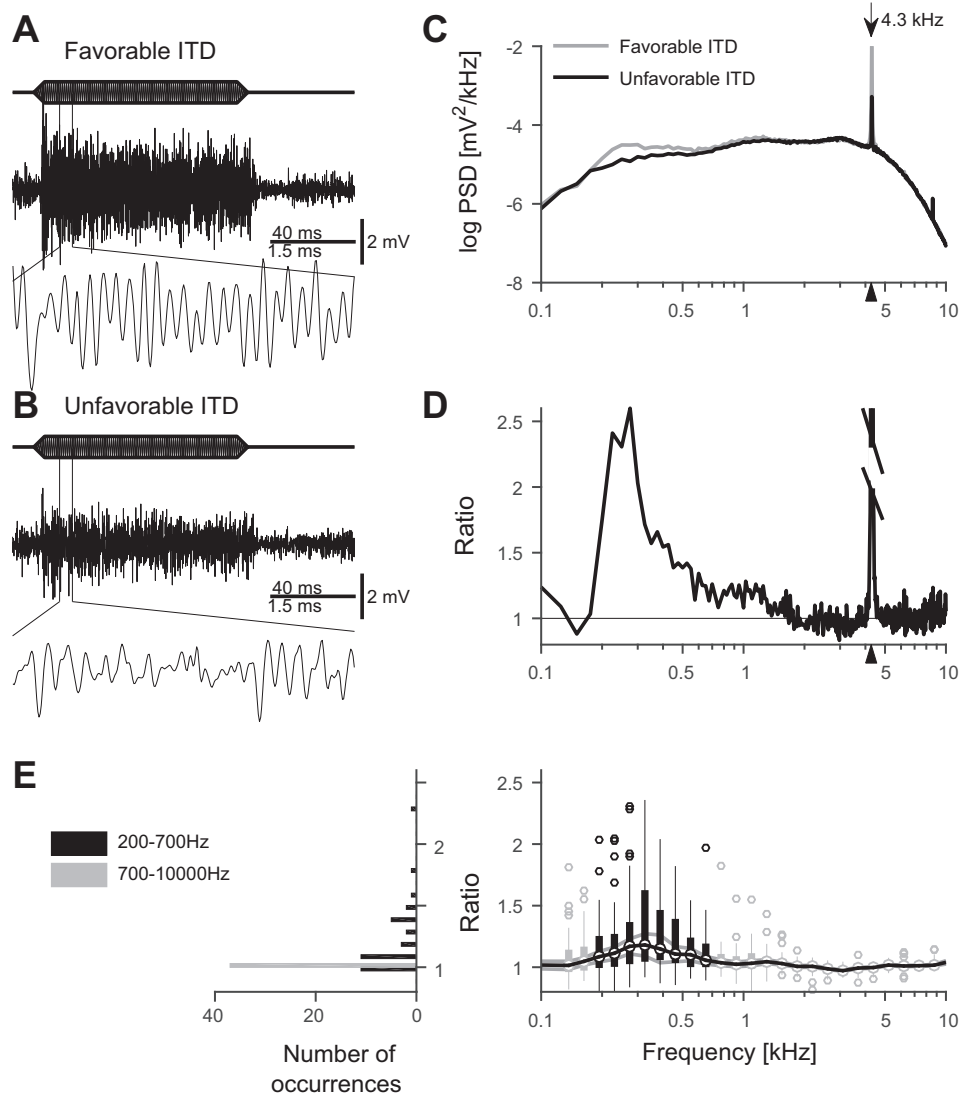 A
Favorable ITD
40 ms
1.5 ms
2 mV
B
Unfavorable ITD
40 ms
1.5 ms
2 mV
C
4.3 kHz
Favorable ITD
Unfavorable ITD
log PSD [mV²/kHz]
-2
-4
-6
-8
0.1
0.5
1
5
10
D
Ratio
2.5
2
1.5
1
0.1
0.5
1
5
10
E
200-700Hz
700-10000Hz
2
1
40
20
0
Number of
occurrences
Ratio
2.5
2
1.5
1
0.1
0.5
1
5
10
Frequency [kHz]